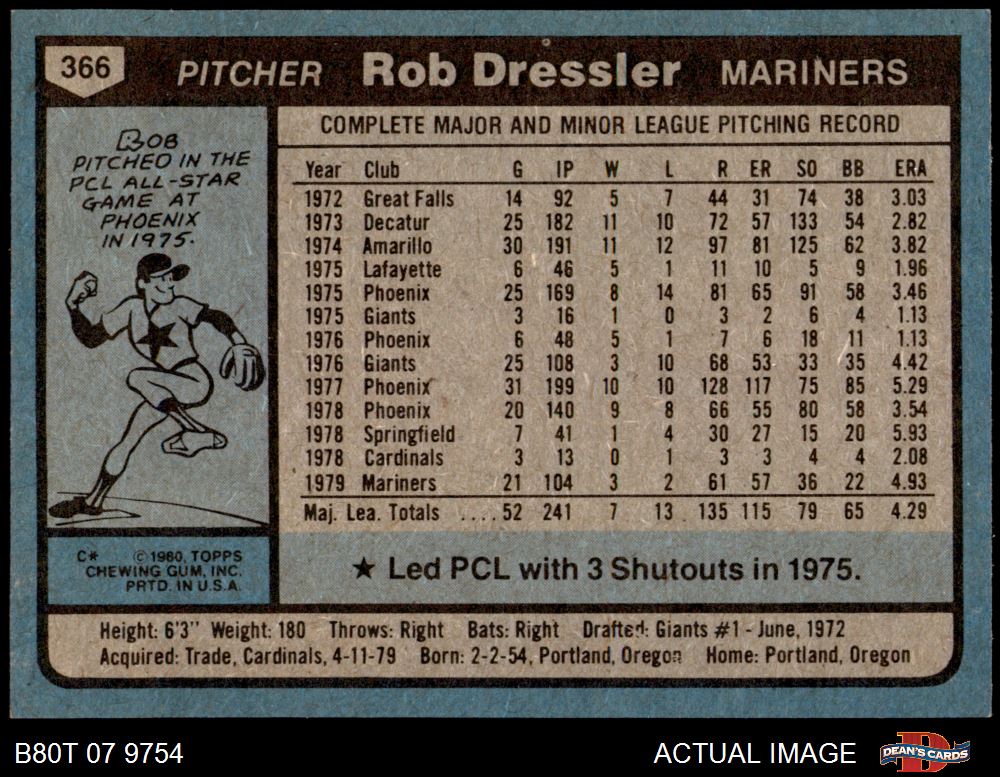 366 PITCHER Rob Dressler MARINERS
BOB
PITCHED IN THE
PCL ALL-STAR
GAME AT
PHOENIX
IN 1975.
COMPLETE MAJOR AND MINOR LEAGUE PITCHING RECORD
Year Club G IP W L R ER SO BB ERA
1972 Great Falls 14 92 5 7 44 31 74 38 3.03
1973 Decatur 25 182 11 10 72 57 133 54 2.82
1974 Amarillo 30 191 11 12 97 81 125 62 3.82
1975 Lafayette 6 46 5 1 11 10 5 9 1.96
1975 Phoenix 25 169 8 14 81 65 91 58 3.46
1975 Giants 3 16 1 0 3 2 6 4 1.13
1976 Phoenix 6 48 5 1 7 6 18 11 1.13
1976 Giants 25 108 3 10 68 53 33 35 4.42
1977 Phoenix 31 199 10 10 128 117 75 85 5.29
1978 Phoenix 20 140 9 8 66 55 80 58 3.54
1978 Springfield 7 41 1 4 30 27 15 20 5.93
1978 Cardinals 3 13 0 1 3 3 4 4 2.08
1979 Mariners 21 104 3 2 61 57 36 22 4.93
Maj. Lea. Totals ....52 241 7 13 135 115 79 65 4.29
★ Led PCL with 3 Shutouts in 1975.
C* © 1980, TOPPS
CHEWING GUM, INC.
PRTD. IN U.S.A.
Height: 6'3" Weight: 180 Throws: Right Bats: Right Drafted: Giants #1 - June, 1972
Acquired: Trade, Cardinals, 4-11-79 Born: 2-2-54, Portland, Oregon Home: Portland, Oregon
B80T 07 9754 ACTUAL IMAGE D DEAN'S CARDS